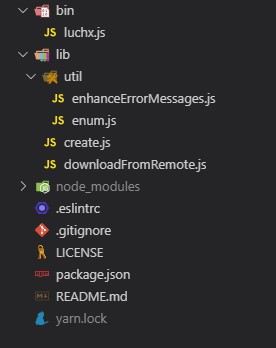 bin
JS luchx.js
lib
util
JS enhanceErrorMessages.js
JS enum.js
JS create.js
JS downloadFromRemote.js
node_modules
.eslintrc
.gitignore
LICENSE
package.json
README.md
yarn.lock